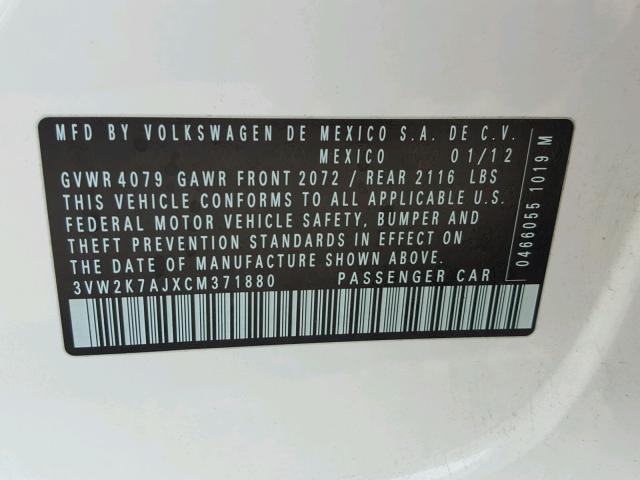 MFD BY VOLKSWAGEN DE MEXICO S.A. DE C.V.
MEXICO 01/12
GVWR 4079 GAWR FRONT 2072 / REAR 2116 LBS
THIS VEHICLE CONFORMS TO ALL APPLICABLE U.S.
FEDERAL MOTOR VEHICLE SAFETY, BUMPER AND
THEFT PREVENTION STANDARDS IN EFFECT ON
THE DATE OF MANUFACTURE SHOWN ABOVE.
3VW2K7AJXCM371880 PASSENGER CAR
0466055 1019 M